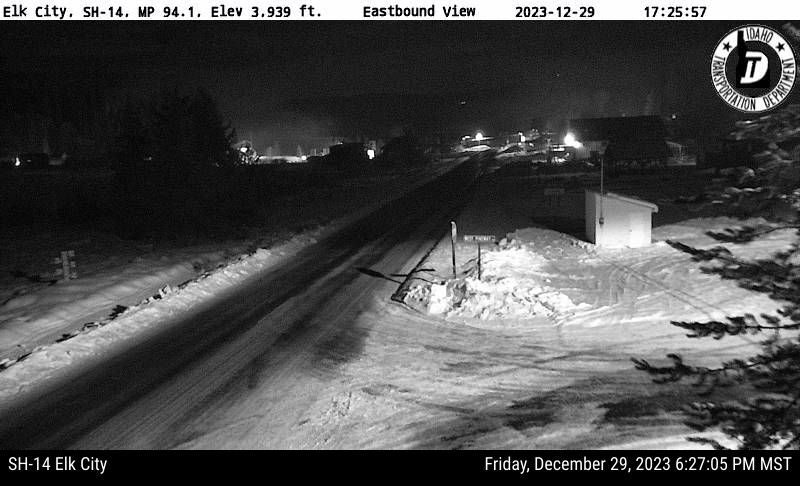 Elk City, SH-14, MP 94.1, Elev 3,939 ft. Eastbound View 2023-12-29 17:25:57
IDAHO
TRANSPORTATION DEPARTMENT
SH-14 Elk City Friday, December 29, 2023 6:27:05 PM MST